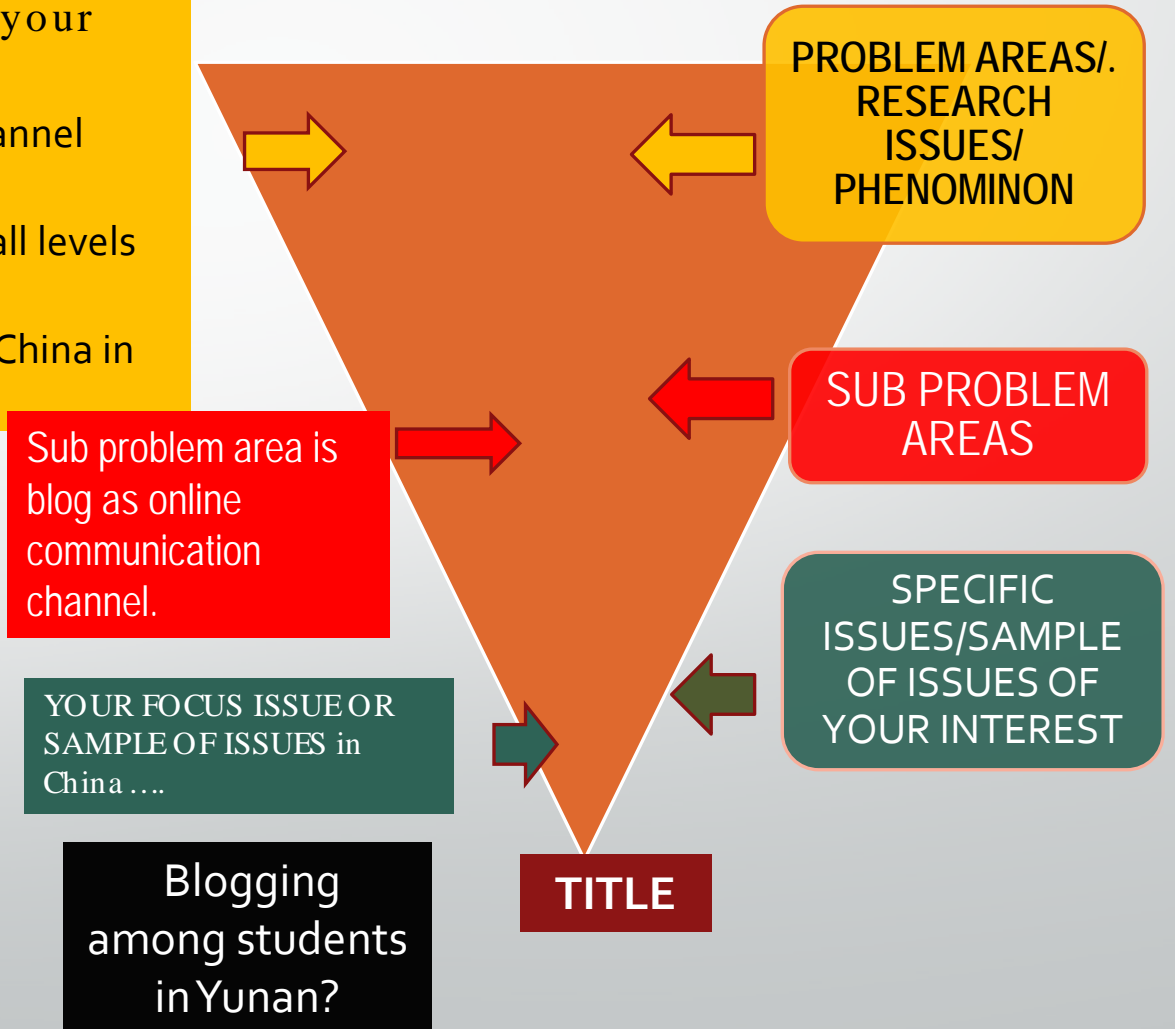 your
annel
all levels
China in
PROBLEM AREAS/.
RESEARCH
ISSUES/
PHENOMINON
Sub problem area is
blog as online
communication
channel.
SUB PROBLEM
AREAS
YOUR FOCUS ISSUE OR
SAMPLE OF ISSUES in
China ....
SPECIFIC
ISSUES/SAMPLE
OF ISSUES OF
YOUR INTEREST
Blogging
among students
in Yunan?
TITLE